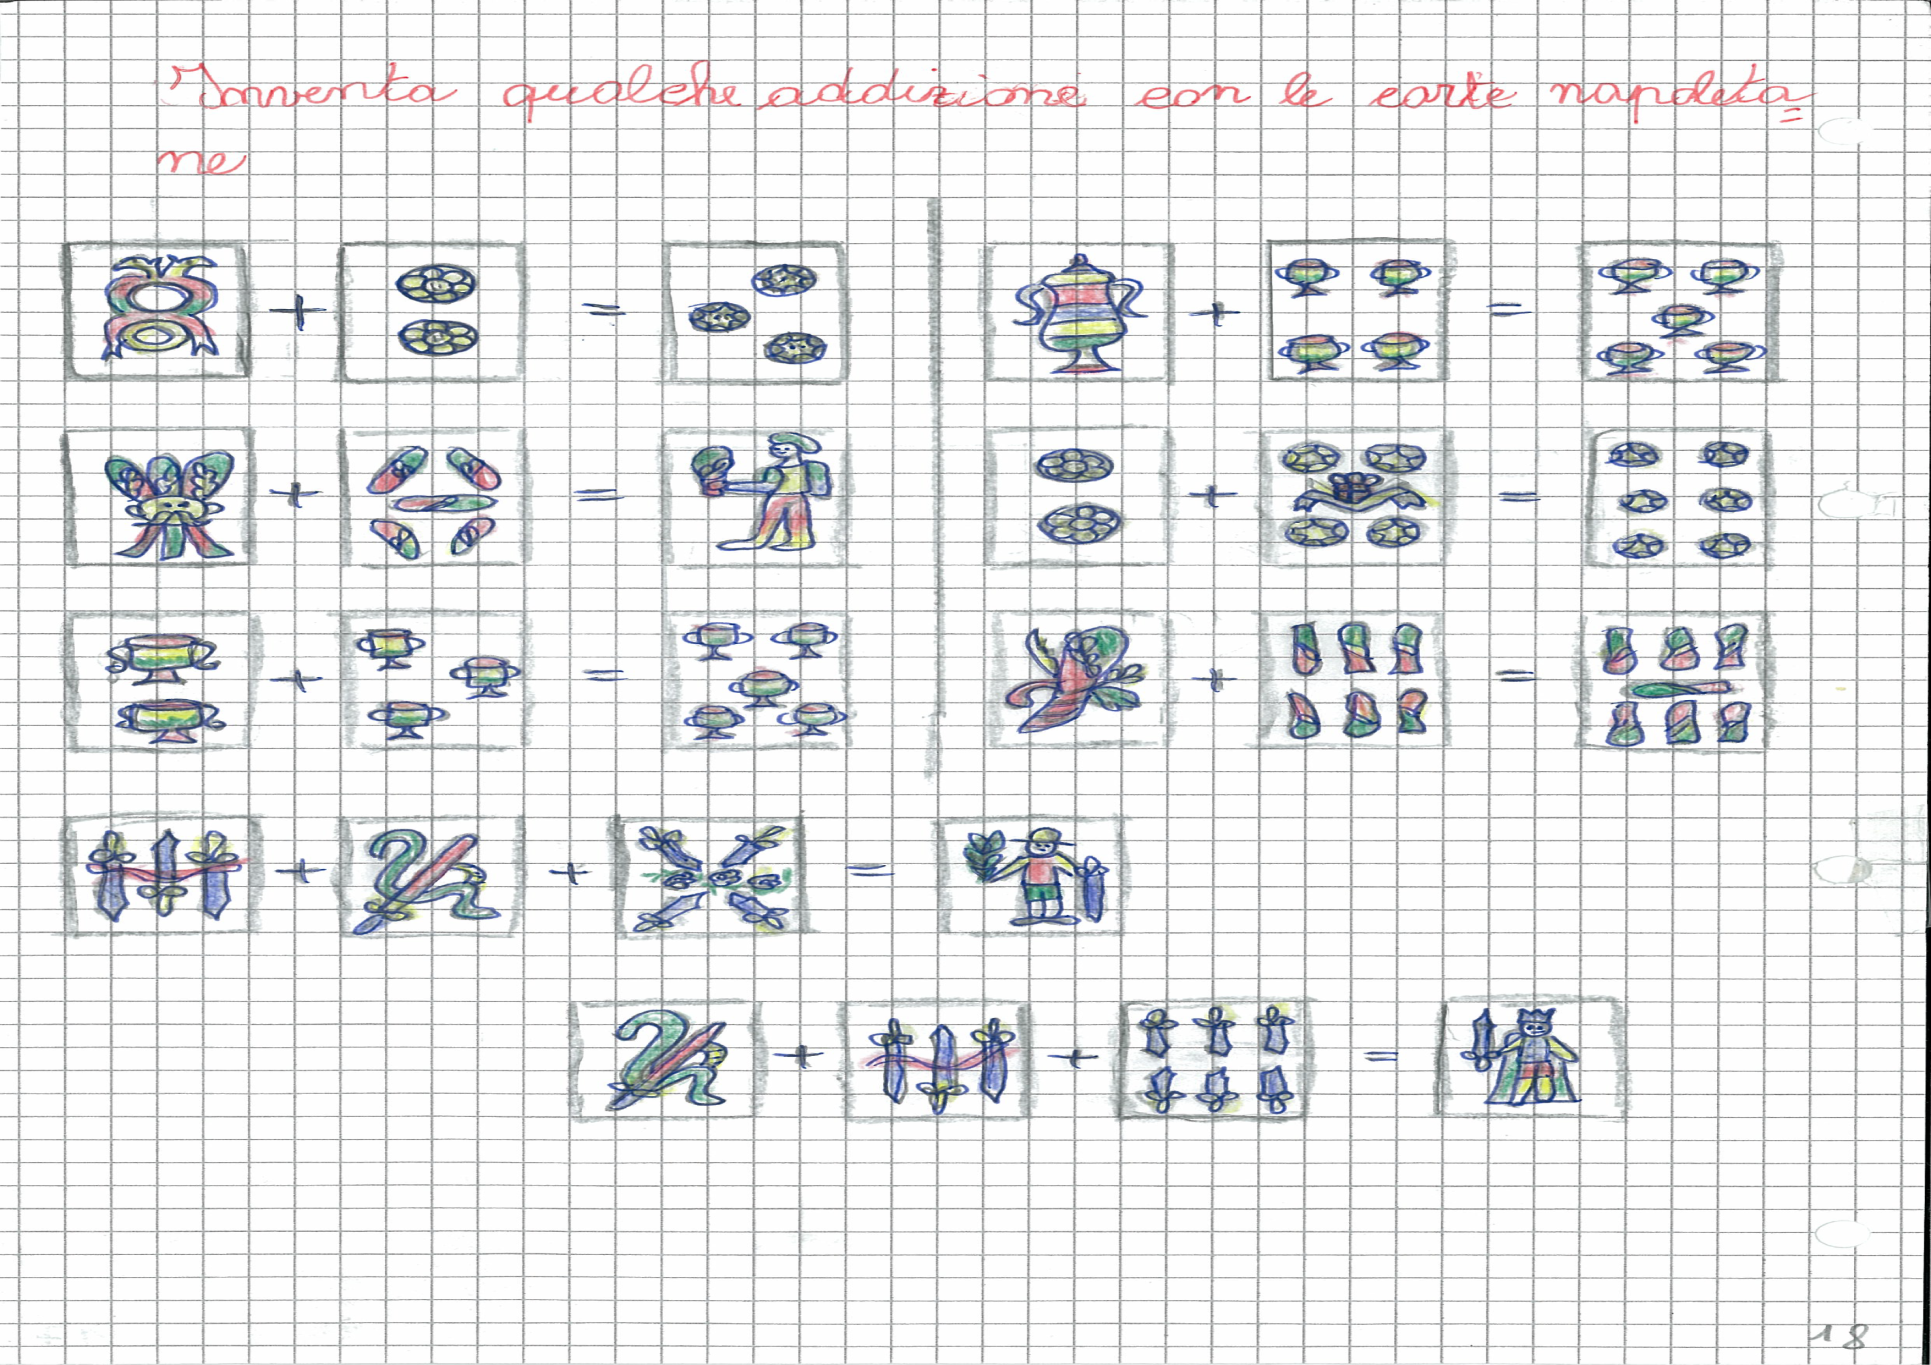 Inventa qualche addizione con le carte napoleta=
ne
+ = + =
+ = + =
+ = + =
+ + =
+ + =
18